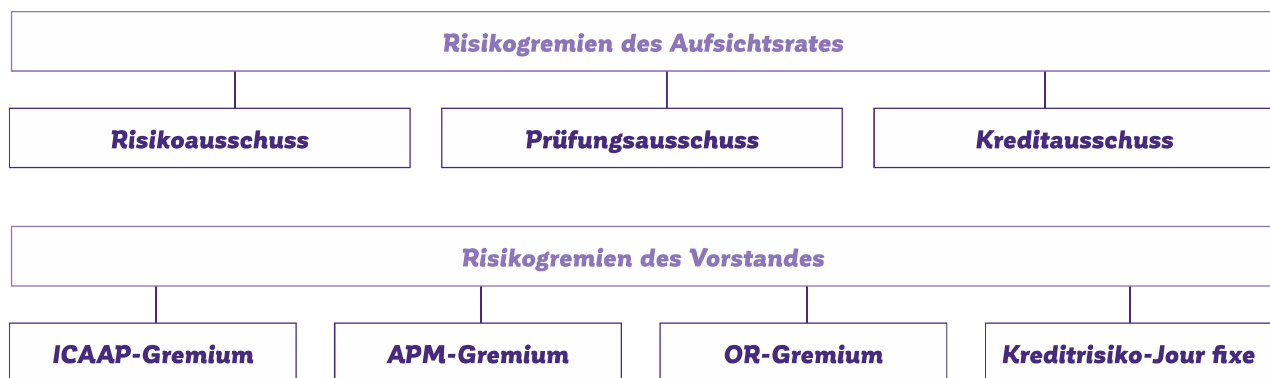 Risikogremien des Aufsichtsrates
Risikoausschuss
Prüfungsausschuss
Kreditausschuss
Risikogremien des Vorstandes
ICAAP-Gremium
APM-Gremium
OR-Gremium
Kreditrisiko-Jour fixe